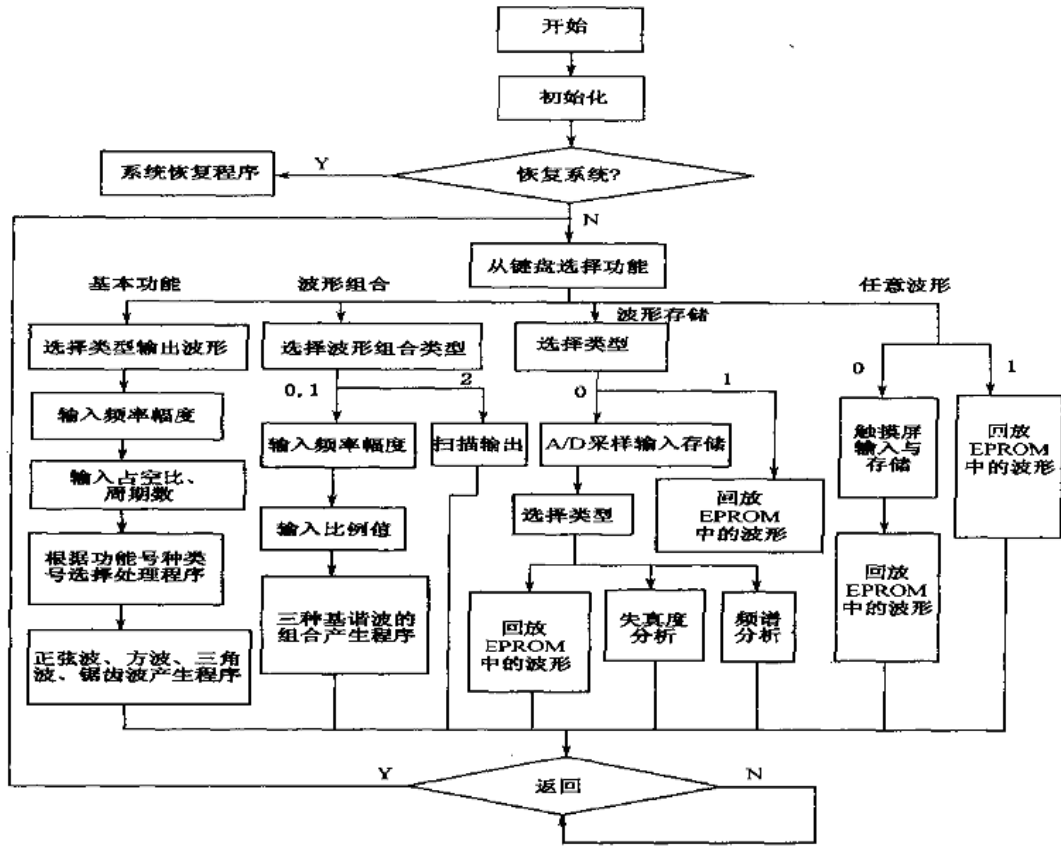 开始
初始化
恢复系统?
Y
系统恢复程序
N
从键盘选择功能
基本功能
波形组合
波形存储
任意波形
选择类型输出波形
选择波形组合类型
选择类型
0
1
0,1
2
0
1
输入频率幅度
输入频率幅度
扫描输出
A/D采样输入存储
触摸屏
输入与
存储
回放
EPROM
中的波形
输入占空比、
周期数
输入比例值
选择类型
回放
EPROM
中的波形
根据功能号种类
号选择处理程序
三种基谐波的
组合产生程序
回放
EPROM
中的波形
失真度
分析
频谱
分析
回放
EPROM
中的波形
正弦波、方波、三角
波、锯齿波产生程序
Y
返回
N